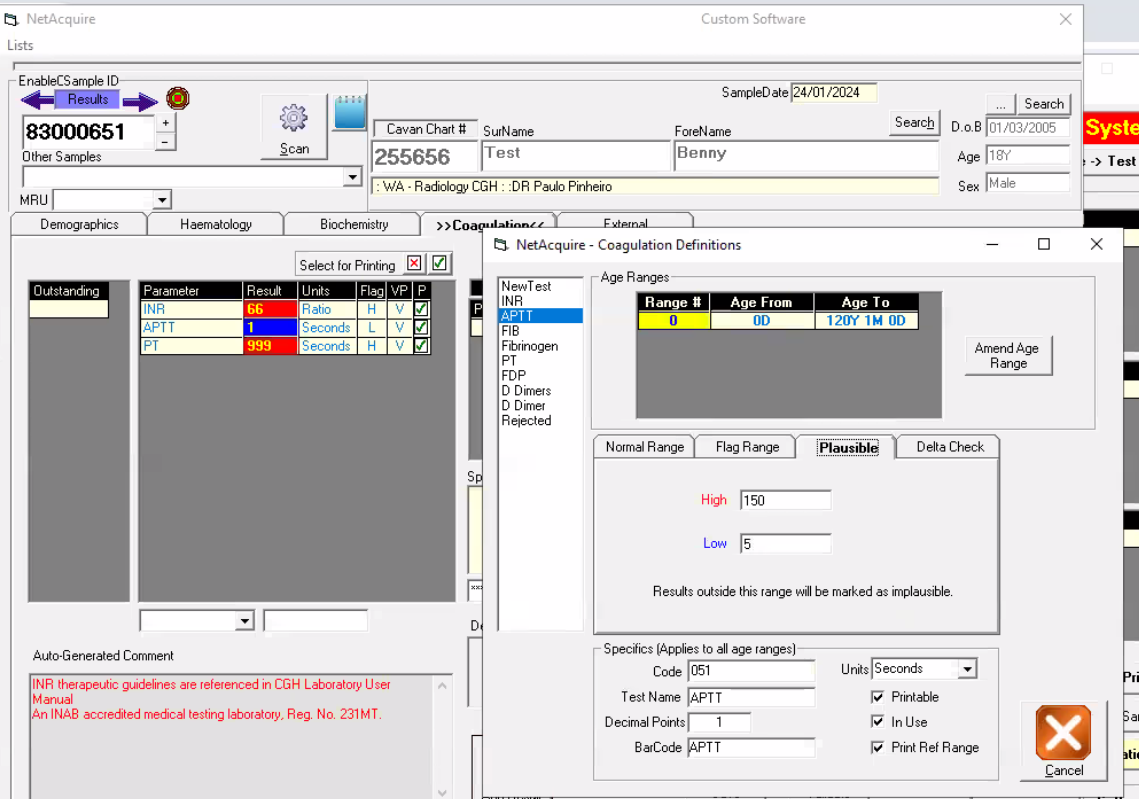 NetAcquire
Custom Software
Lists
EnableCSample ID
Results
83000651
+
-
Other Samples
MRU
Scan
SampleDate 24/01/2024
Cavan Chart #
SurName
ForeName
Search
255656
Test
Benny
: WA - Radiology CGH : :DR Paulo Pinheiro
...
Search
D.o.B 01/03/2005
Age 18Y
Sex Male
Syste
-> Test
Demographics
Haematology
Biochemistry
>>Coagulation<<
External
Select for Printing
Outstanding
Parameter Result Units Flag VP P
INR 66 Ratio H V
APTT 1 Seconds L V
PT 999 Seconds H V
Sp
Auto-Generated Comment
INR therapeutic guidelines are referenced in CGH Laboratory User
Manual
An INAB accredited medical testing laboratory, Reg. No. 231MT.
NetAcquire - Coagulation Definitions
NewTest
INR
APTT
FIB
Fibrinogen
PT
FDP
D Dimers
D Dimer
Rejected
Age Ranges
Range # Age From Age To
0 0D 120Y 1M 0D
Amend Age
Range
Normal Range
Flag Range
Plausible
Delta Check
High 150
Low 5
Results outside this range will be marked as implausible.
Specifics (Applies to all age ranges)
Code 051
Units Seconds
Test Name APTT
Printable
Decimal Points 1
In Use
BarCode APTT
Print Ref Range
Cancel
Pri